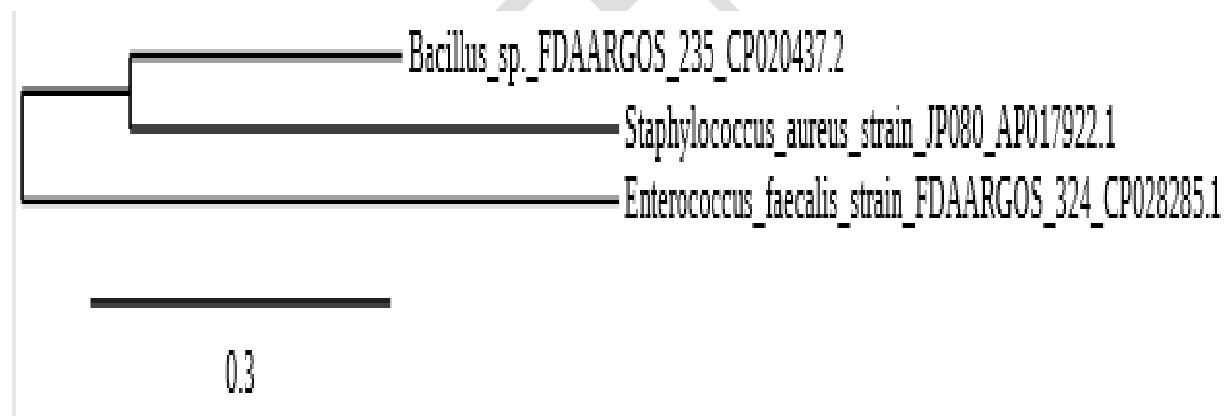 Bacillus_sp._FDAARGOS_235_CP020437.2
Staphylococcus_aureus_strain_JP080_AP017922.1
Enterococcus_faecalis_strain_FDAARGOS_324_CP028285.1
0.3